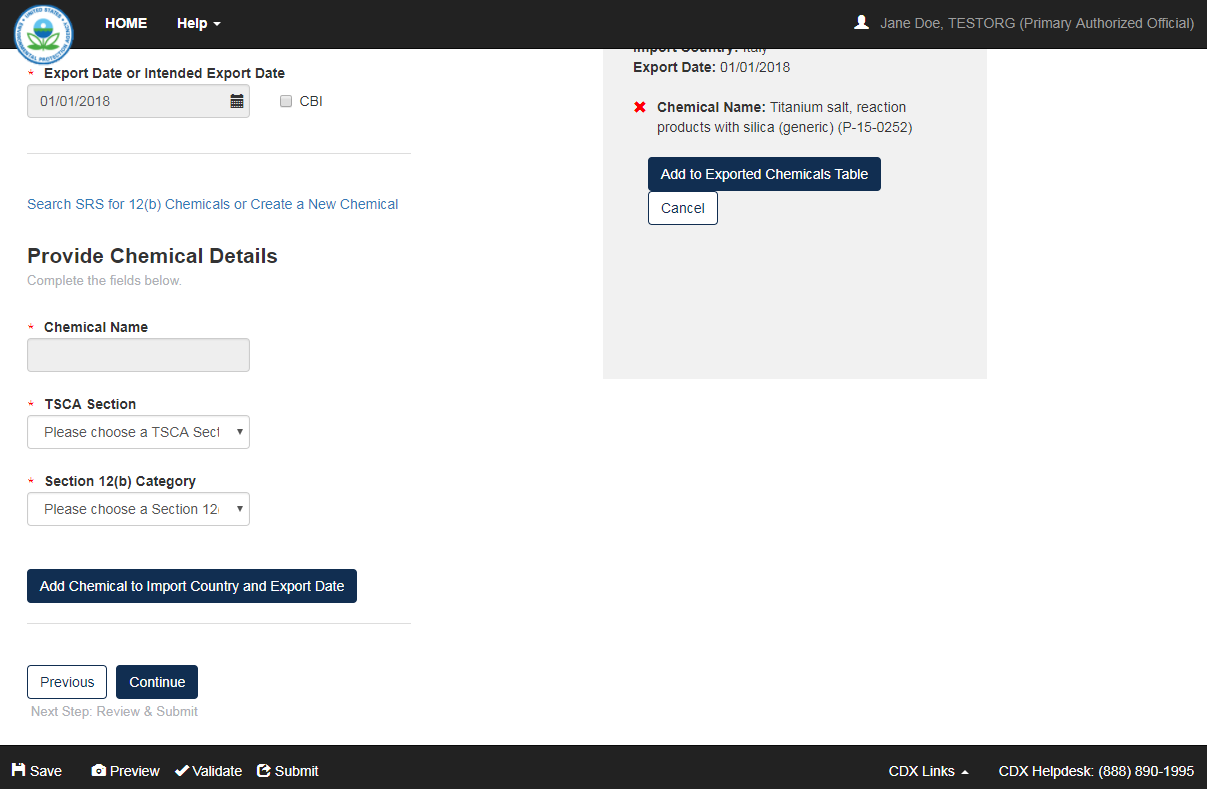 HOME
Help
Jane Doe, TESTORG (Primary Authorized Official)
* Export Date or Intended Export Date
01/01/2018
CBI
Search SRS for 12(b) Chemicals or Create a New Chemical
Provide Chemical Details
Complete the fields below.
* Chemical Name
* TSCA Section
Please choose a TSCA Sect
* Section 12(b) Category
Please choose a Section 12(
Add Chemical to Import Country and Export Date
Previous
Continue
Next Step: Review & Submit
Import Country: Italy
Export Date: 01/01/2018
Chemical Name: Titanium salt, reaction
products with silica (generic) (P-15-0252)
Add to Exported Chemicals Table
Cancel
Save
Preview
Validate
Submit
CDX Links
CDX Helpdesk: (888) 890-1995